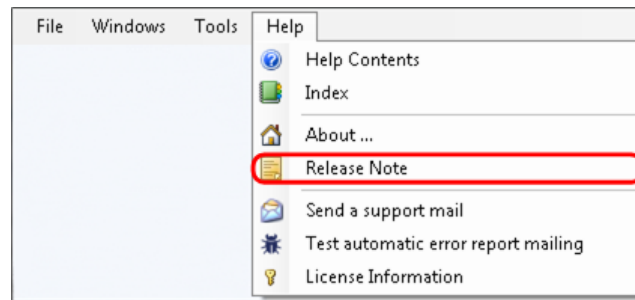 File Windows Tools Help
Help Contents
Index
About ...
Release Note
Send a support mail
Test automatic error report mailing
License Information